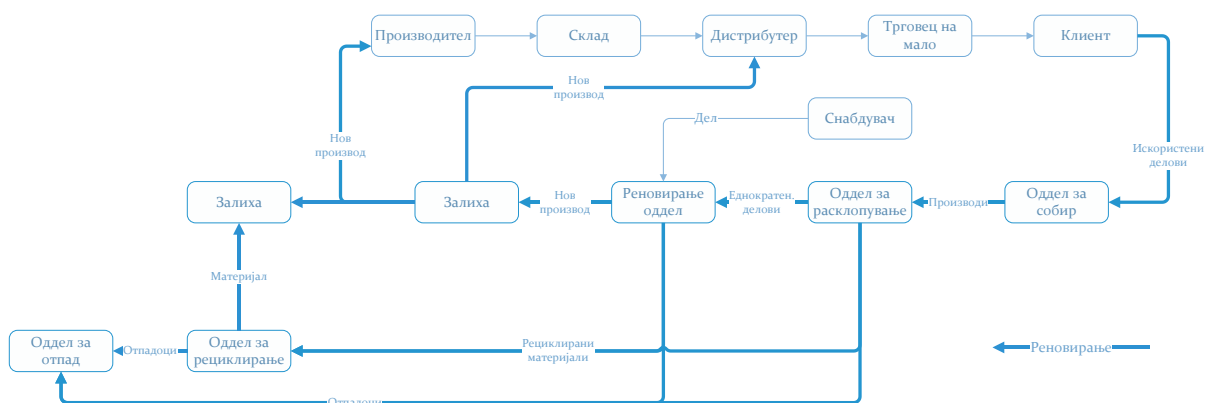 Производител
Склад
Дистрибутер
Трговец на
мало
Клиент
Нов
производ
Дел
Снабдувач
Нов
производ
Искористени
делови
Залиха
Залиха
Нов
производ
Реновирање
оддел
Еднократен.
делови
Оддел за
расклопување
Производи
Оддел за
собир
Материјал
Оддел за
отпад
Отпадоци
Оддел за
рециклирање
Рециклирани
материјали
Реновирање
Отпадоци